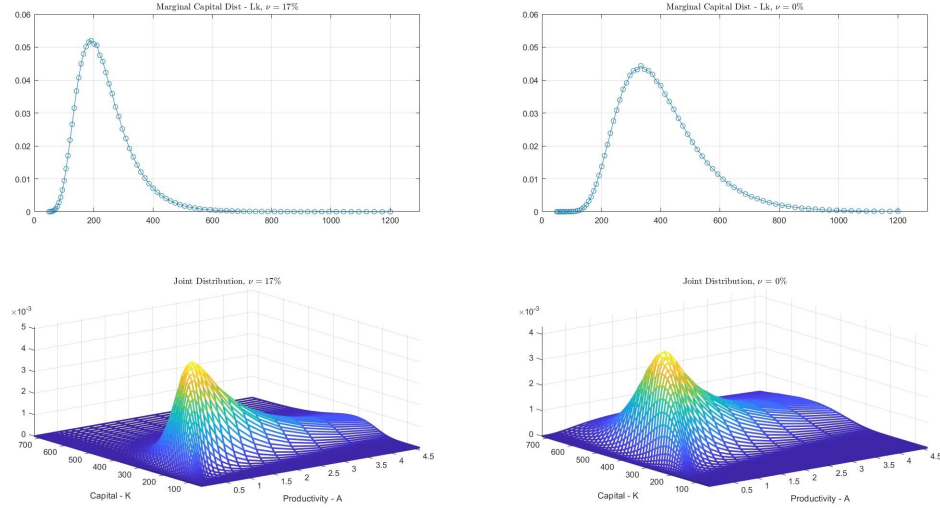 Marginal Capital Dist - Lk, ν = 17%
0.06
0.05
0.04
0.03
0.02
0.01
0
0 200 400 600 800 1000 1200
Marginal Capital Dist - Lk, ν = 0%
0.06
0.05
0.04
0.03
0.02
0.01
0
0 200 400 600 800 1000 1200
Joint Distribution, ν = 17%
×10⁻³
5
4
3
2
1
0
700 600 500 400 300 200 100
Capital - K
0.5 1 1.5 2 2.5 3 3.5 4 4.5
Productivity - A
Joint Distribution, ν = 0%
×10⁻³
4
3
2
1
0
700 600 500 400 300 200 100
Capital - K
0.5 1 1.5 2 2.5 3 3.5 4 4.5
Productivity - A